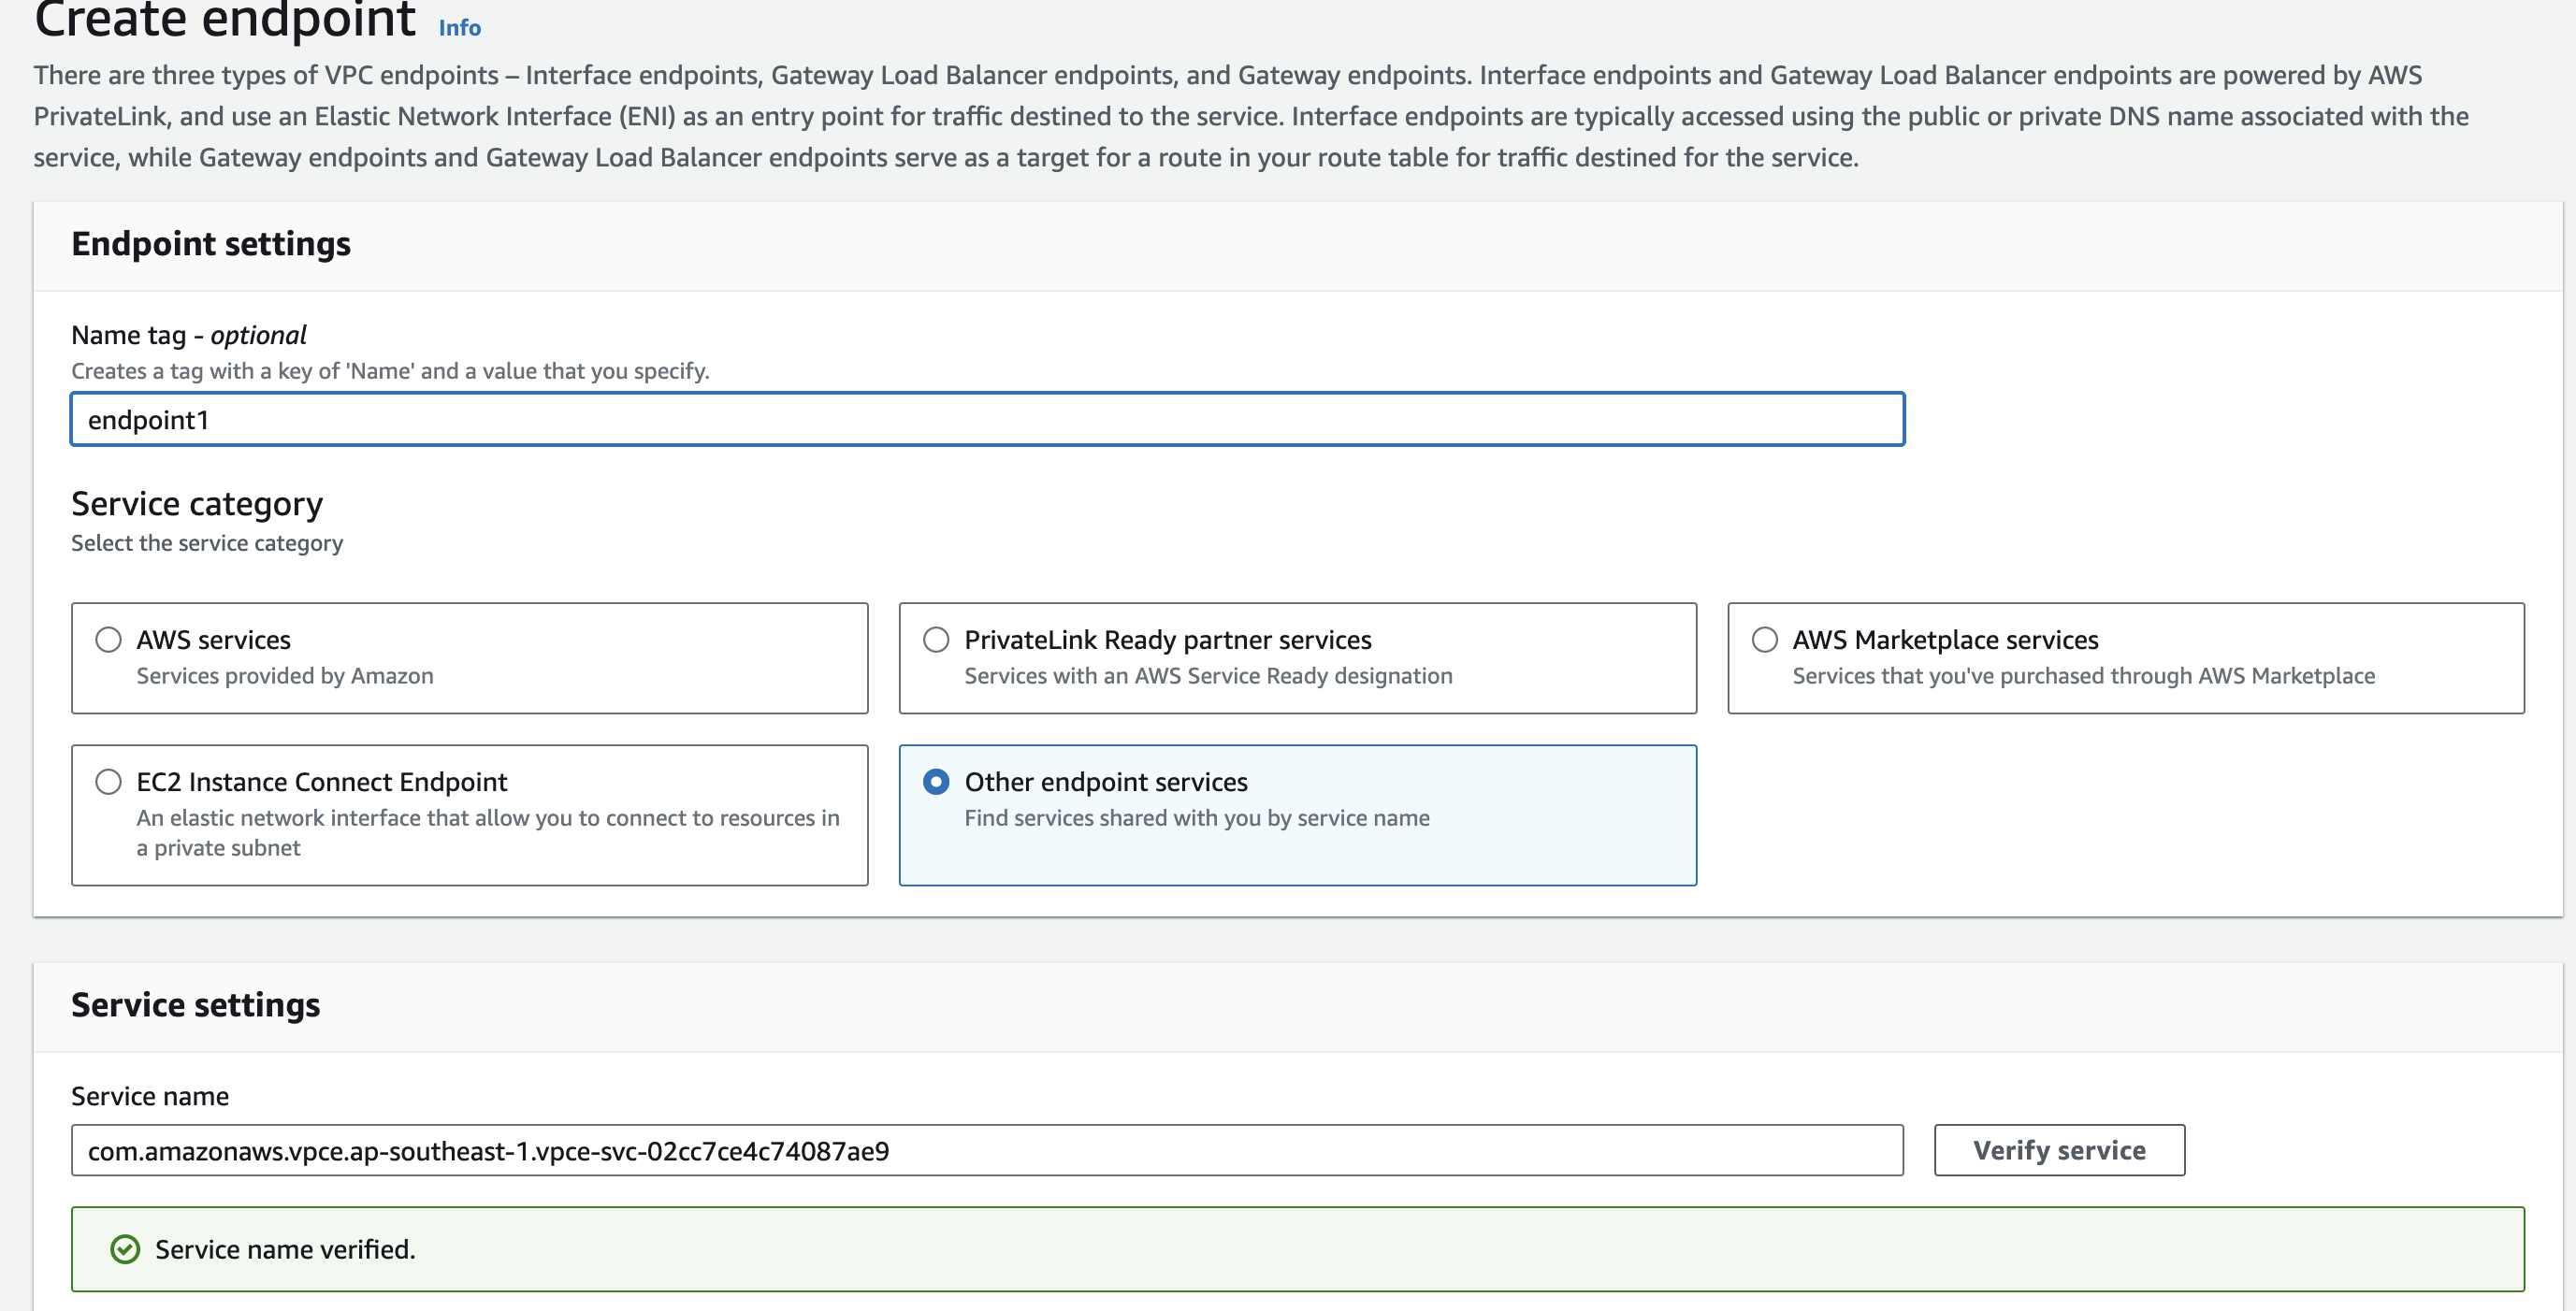 Create endpoint Info
There are three types of VPC endpoints – Interface endpoints, Gateway Load Balancer endpoints, and Gateway endpoints. Interface endpoints and Gateway Load Balancer endpoints are powered by AWS
PrivateLink, and use an Elastic Network Interface (ENI) as an entry point for traffic destined to the service. Interface endpoints are typically accessed using the public or private DNS name associated with the
service, while Gateway endpoints and Gateway Load Balancer endpoints serve as a target for a route in your route table for traffic destined for the service.
Endpoint settings
Name tag - optional
Creates a tag with a key of 'Name' and a value that you specify.
endpoint1
Service category
Select the service category
AWS services
Services provided by Amazon
PrivateLink Ready partner services
Services with an AWS Service Ready designation
AWS Marketplace services
Services that you've purchased through AWS Marketplace
EC2 Instance Connect Endpoint
An elastic network interface that allow you to connect to resources in
a private subnet
Other endpoint services
Find services shared with you by service name
Service settings
Service name
com.amazonaws.vpce.ap-southeast-1.vpce-svc-02cc7ce4c74087ae9
Verify service
Service name verified.